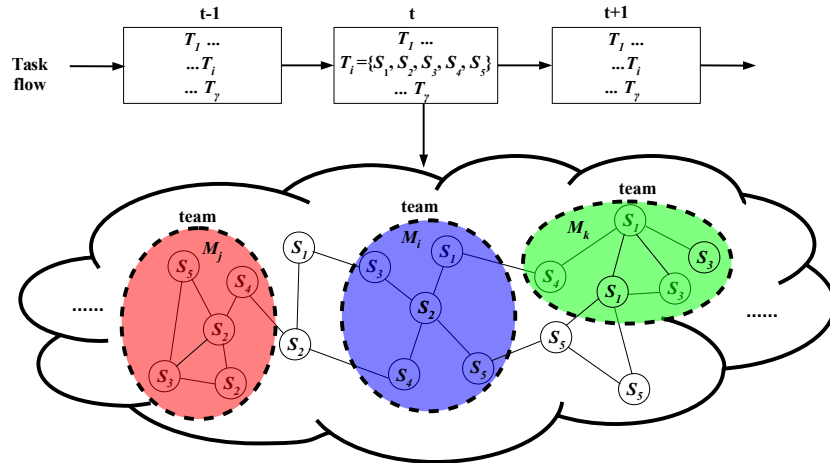 t-1
t
t+1
Task
flow
T1 ...
...Ti
... Tγ
T1 ...
Ti={S1, S2, S3, S4, S5}
... Tγ
T1 ...
... Ti
... Tγ
team
team
team
Mj
Mi
Mk
S5
S4
S2
S3
S2
S1
S2
S3
S1
S2
S4
S5
S1
S4
S3
S1
S3
S5
S5
......
......